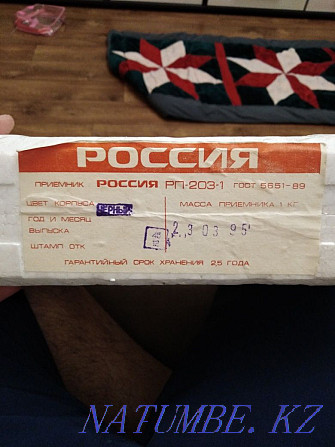 РОССИЯ
ПРИЕМНИК РОССИЯ РП-203-1 ГОСТ 5651-89
ЦВЕТ КОРПУСА ЧЕРНЫЙ МАССА ПРИЕМНИКА 1 КГ
ГОД И МЕСЯЦ
ВЫПУСКА 23 03 95
ШТАМП ОТК
ГАРАНТИЙНЫЙ СРОК ХРАНЕНИЯ 2,5 ГОДА
NATUMBE.KZ